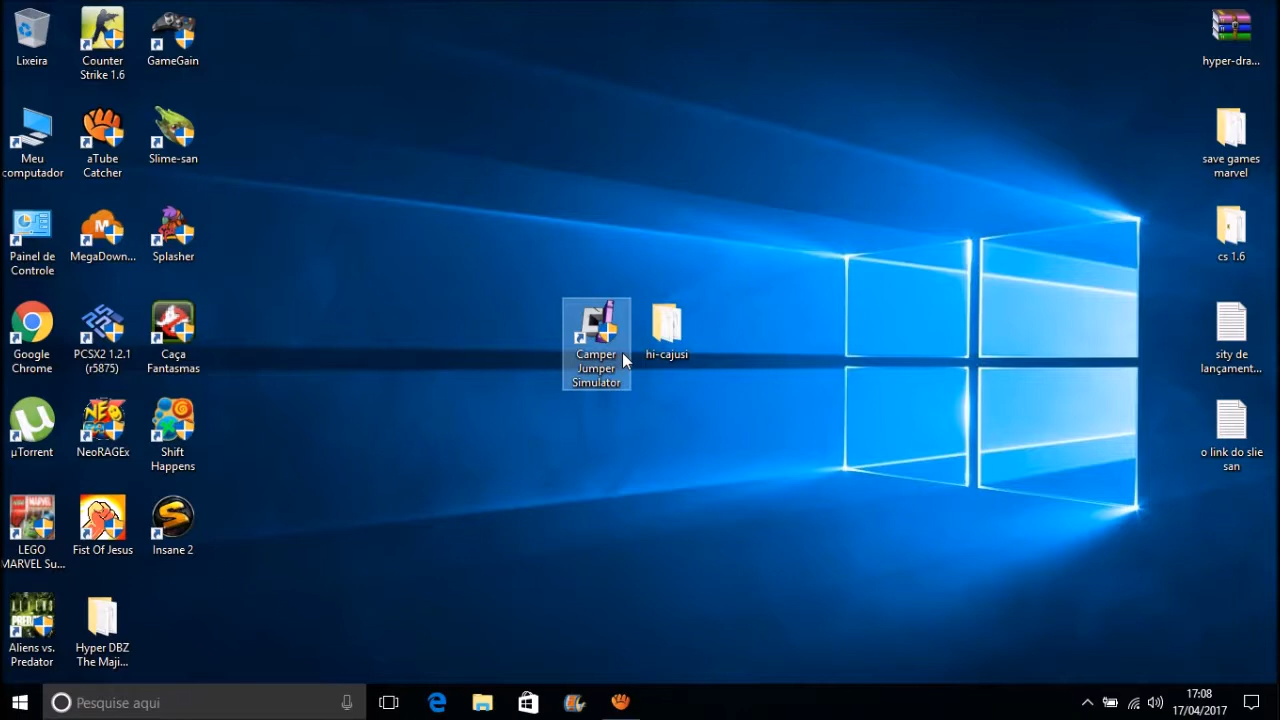 Lixeira
Counter
Strike 1.6
GameGain
Meu
computador
aTube
Catcher
Slime-san
Painel de
Controle
MegaDown...
Splasher
Google
Chrome
PCSX2 1.2.1
(r5875)
Caça
Fantasmas
µTorrent
NeoRAGEx
Shift
Happens
LEGO
MARVEL Su...
Fist Of Jesus
Insane 2
Aliens vs.
Predator
Hyper DBZ
The Maji...
Camper
Jumper
Simulator
hi-cajusi
hyper-dra...
save games
marvel
cs 1.6
sity de
lançament...
o link do slie
san
Pesquise aqui
17:08
17/04/2017